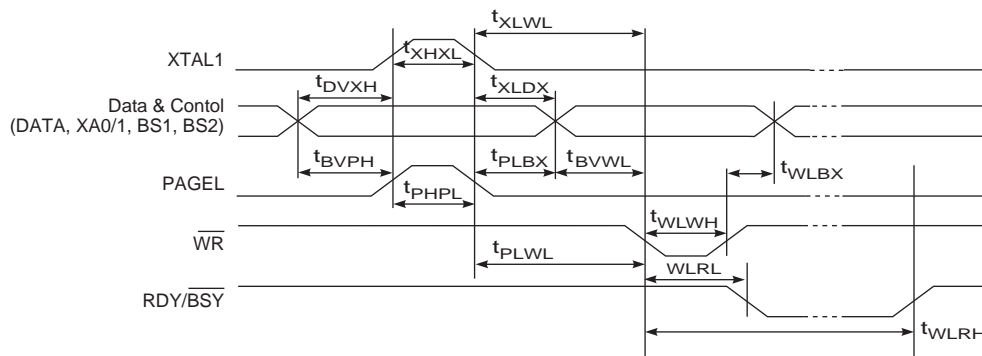 tXLWL
XTAL1
tXHXL
tDVXH
tXLDX
Data & Contol
(DATA, XA0/1, BS1, BS2)
tBVPH
tPLBX
tBVWL
tWLBX
PAGEL
tPHPL
tWLWH
WR
tPLWL
WLRL
RDY/BSY
tWLRH